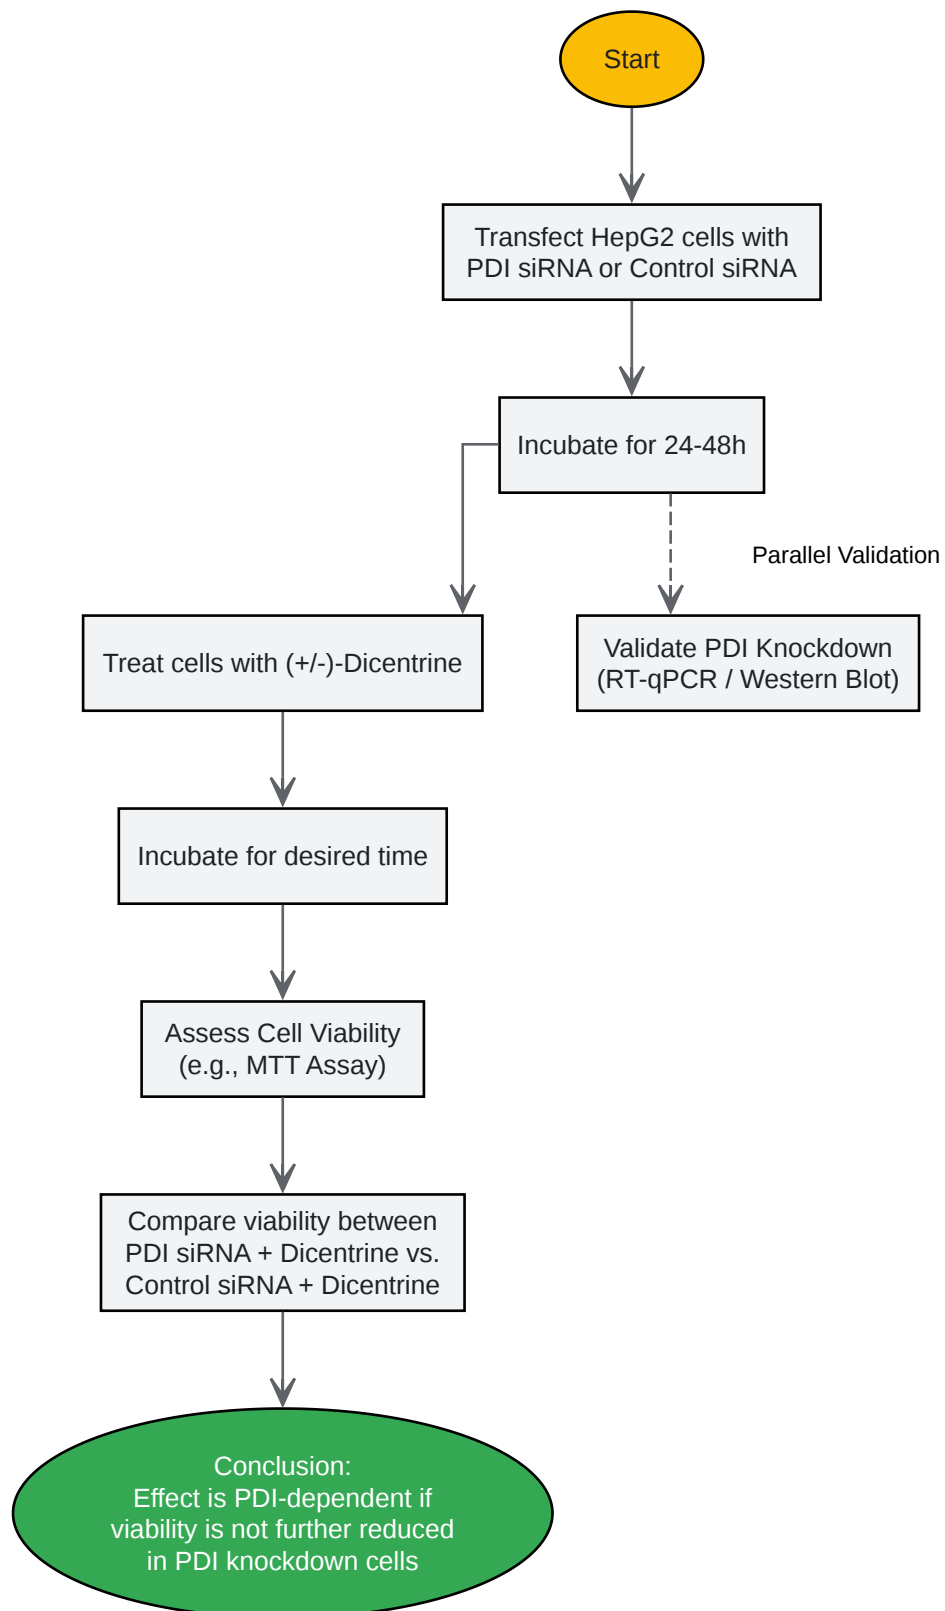 Start
Transfect HepG2 cells with
PDI siRNA or Control siRNA
Incubate for 24-48h
Parallel Validation
Treat cells with (+/-)-Dicentrine
Validate PDI Knockdown
(RT-qPCR / Western Blot)
Incubate for desired time
Assess Cell Viability
(e.g., MTT Assay)
Compare viability between
PDI siRNA + Dicentrine vs.
Control siRNA + Dicentrine
Conclusion:
Effect is PDI-dependent if
viability is not further reduced
in PDI knockdown cells